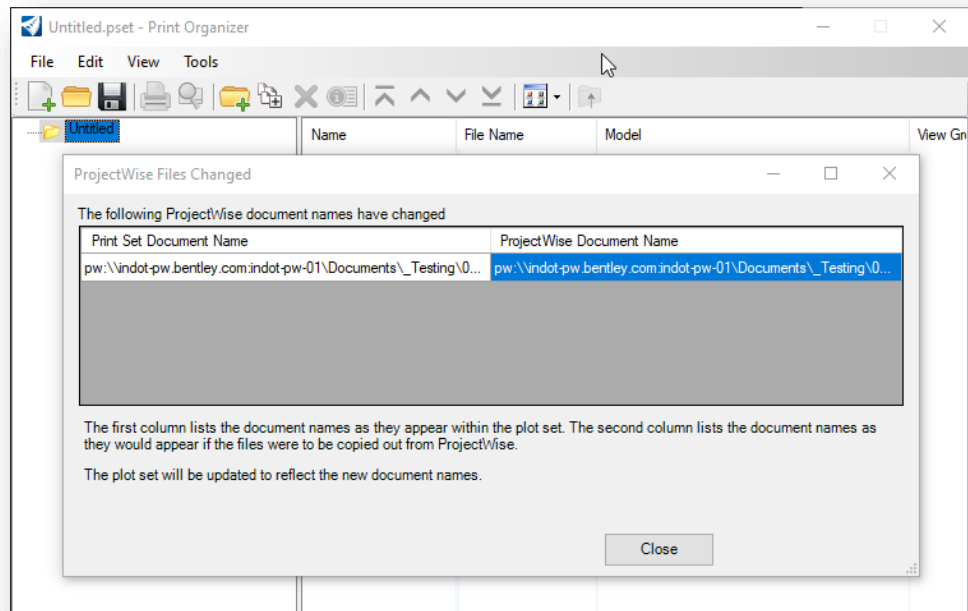 Untitled.pset - Print Organizer
File Edit View Tools
Untitled
Name File Name Model View Gr
ProjectWise Files Changed
The following ProjectWise document names have changed
Print Set Document Name ProjectWise Document Name
pw:\\indot-pw.bentley.com:indot-pw-01\Documents\_Testing\0... pw:\\indot-pw.bentley.com:indot-pw-01\Documents\_Testing\0...
The first column lists the document names as they appear within the plot set. The second column lists the document names as
they would appear if the files were to be copied out from ProjectWise.
The plot set will be updated to reflect the new document names.
Close